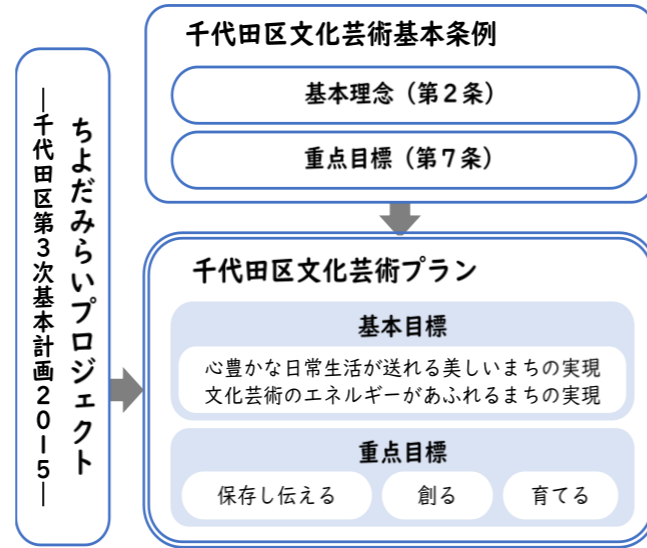 千代田区文化芸術基本条例
基本理念（第２条）
重点目標（第７条）
ちよだみらいプロジェクト
―千代田区第３次基本計画２０１５―
千代田区文化芸術プラン
基本目標
心豊かな日常生活が送れる美しいまちの実現
文化芸術のエネルギーがあふれるまちの実現
重点目標
保存し伝える
創る
育てる